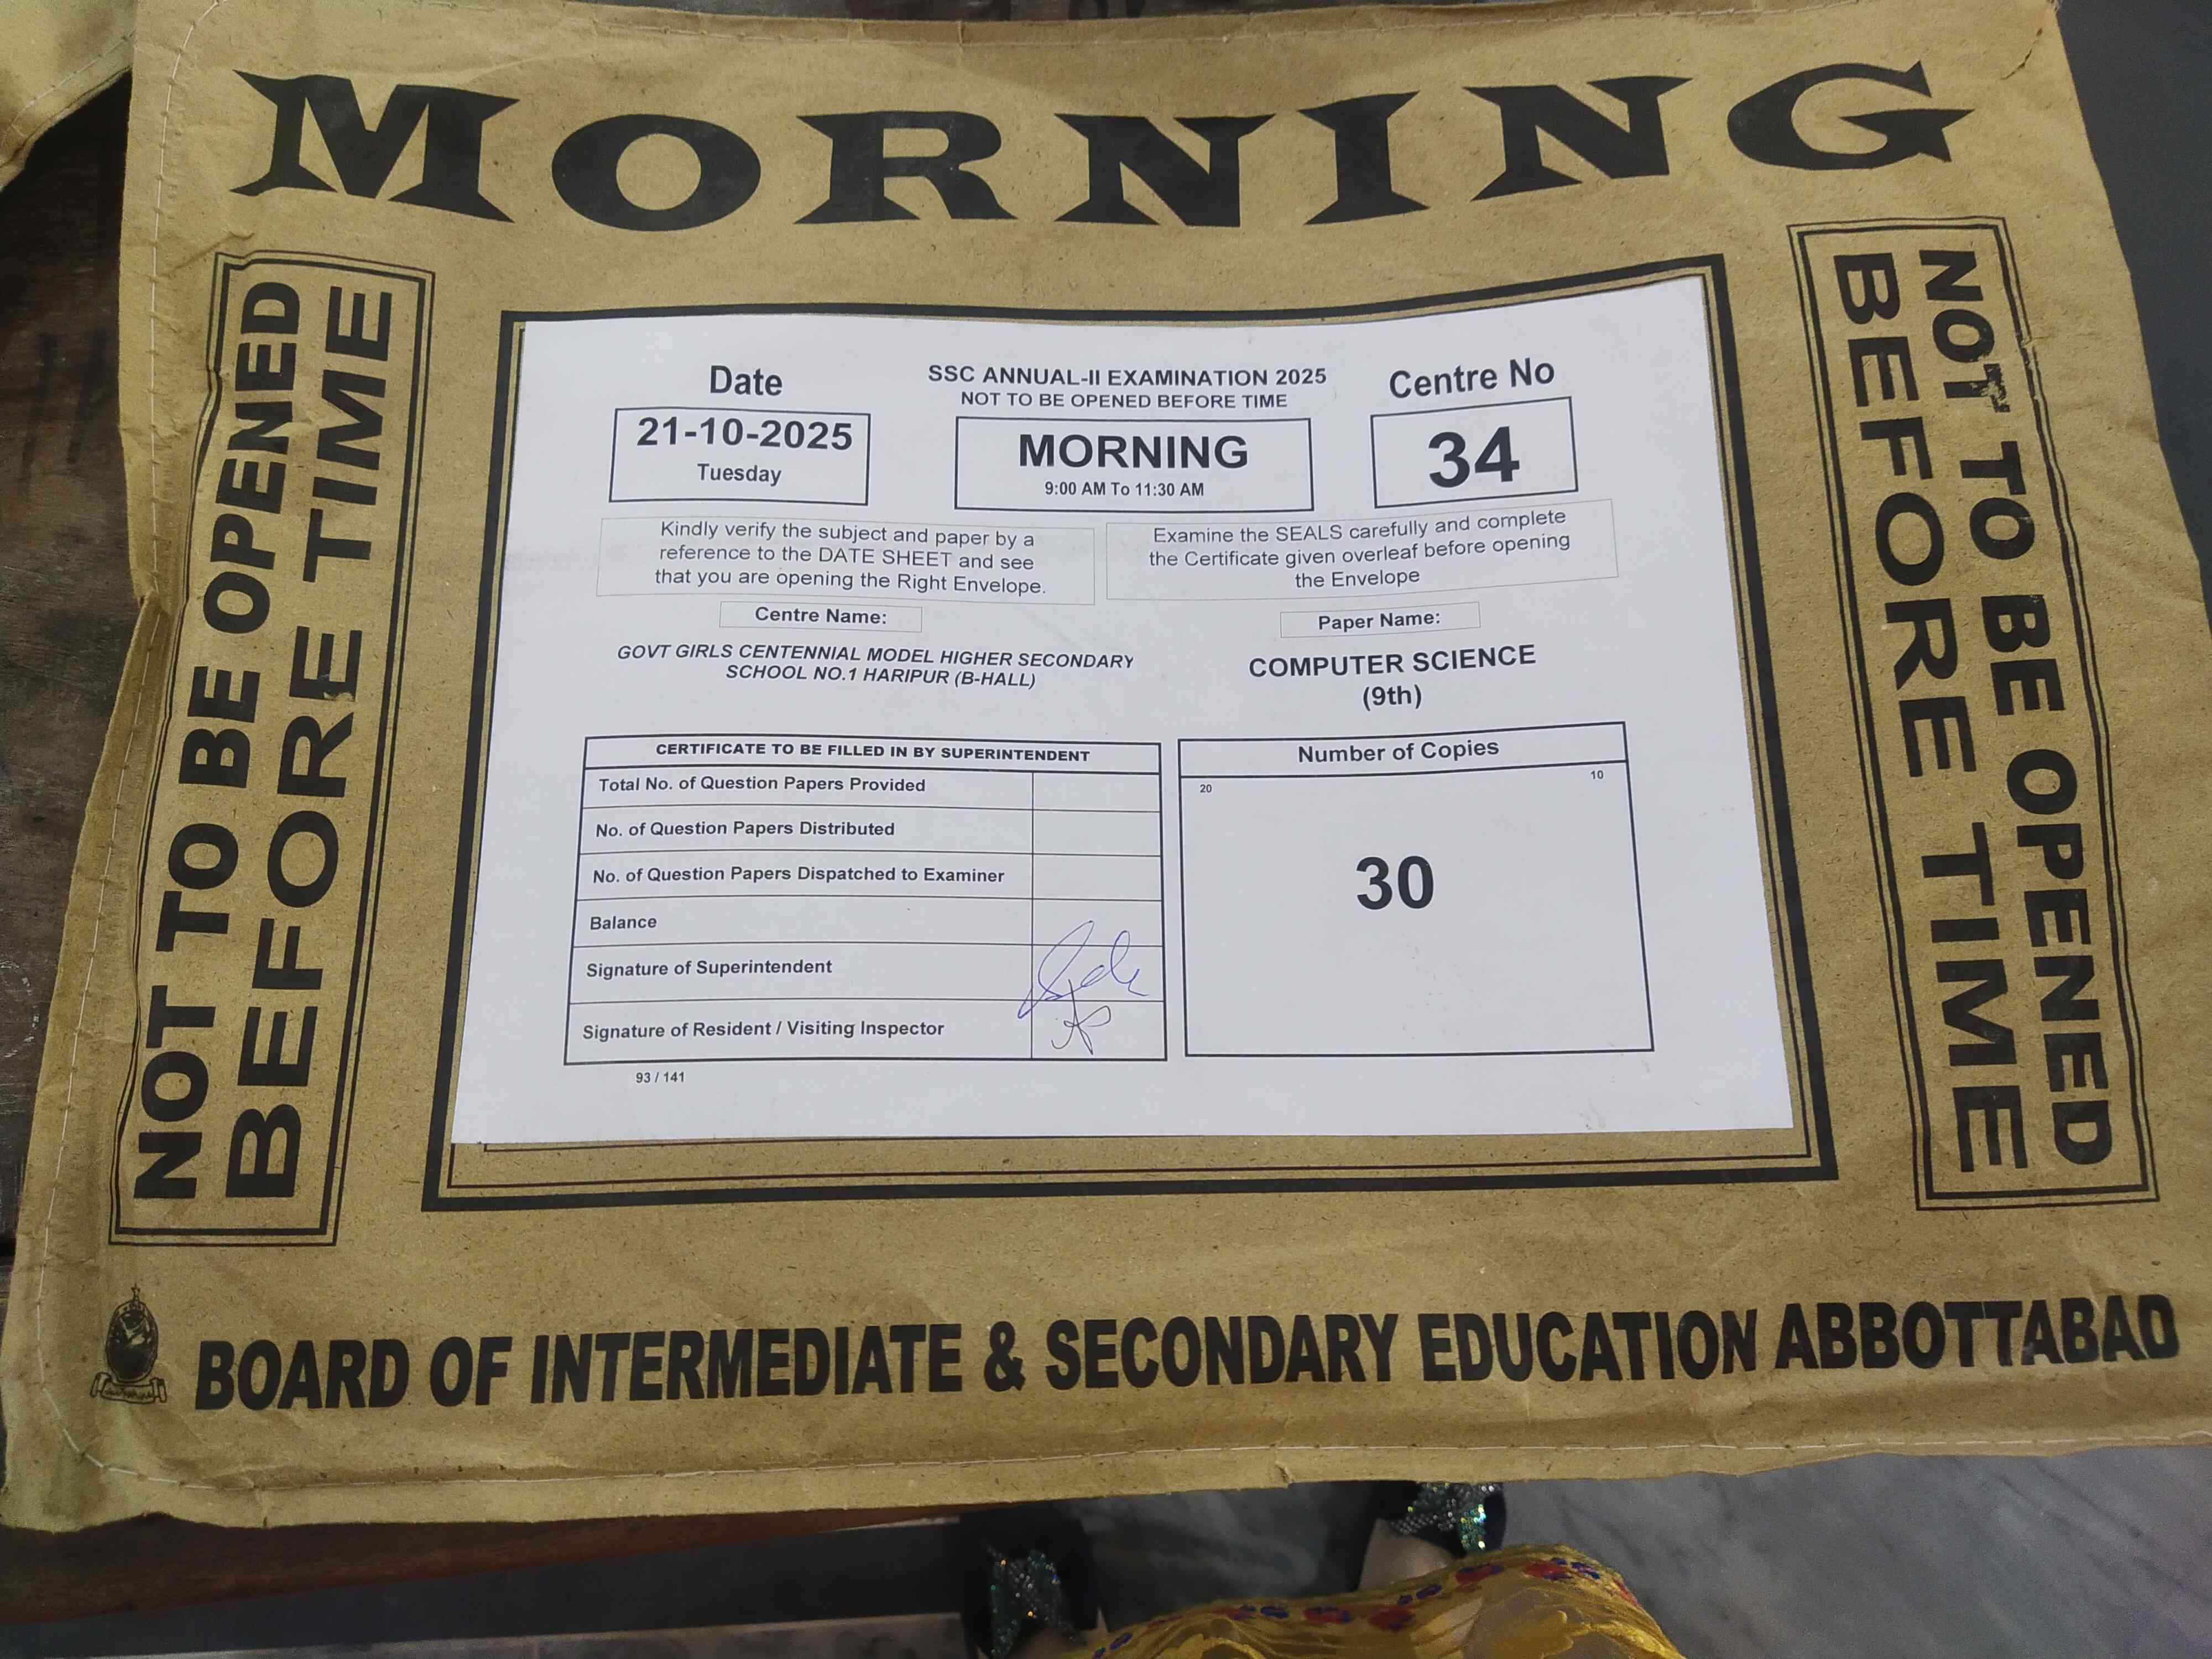 MORNING
NOT TO BE OPENED
BEFORE TIME
Date
21-10-2025
Tuesday
SSC ANNUAL-II EXAMINATION 2025
NOT TO BE OPENED BEFORE TIME
MORNING
9:00 AM To 11:30 AM
Centre No
34
Kindly verify the subject and paper by a
reference to the DATE SHEET and see
that you are opening the Right Envelope.
Examine the SEALS carefully and complete
the Certificate given overleaf before opening
the Envelope
Centre Name:
GOVT GIRLS CENTENNIAL MODEL HIGHER SECONDARY
SCHOOL NO.1 HARIPUR (B-HALL)
Paper Name:
COMPUTER SCIENCE
(9th)
CERTIFICATE TO BE FILLED IN BY SUPERINTENDENT
Total No. of Question Papers Provided
No. of Question Papers Distributed
No. of Question Papers Dispatched to Examiner
Balance
Signature of Superintendent
Signature of Resident / Visiting Inspector
Number of Copies
20
10
30
93 / 141
NOT TO BE OPENED
BEFORE TIME
BOARD OF INTERMEDIATE & SECONDARY EDUCATION ABBOTTABAD